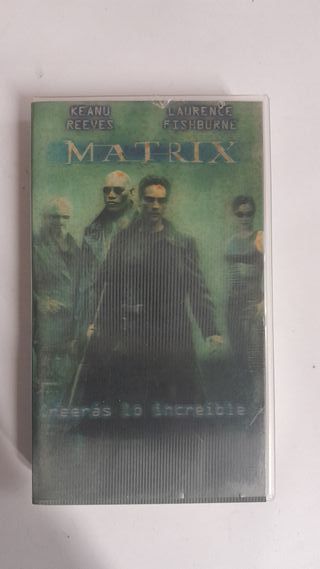 KEANU
REEVES
LAURENCE
FISHBURNE
MATRIX
Creerás lo increíble